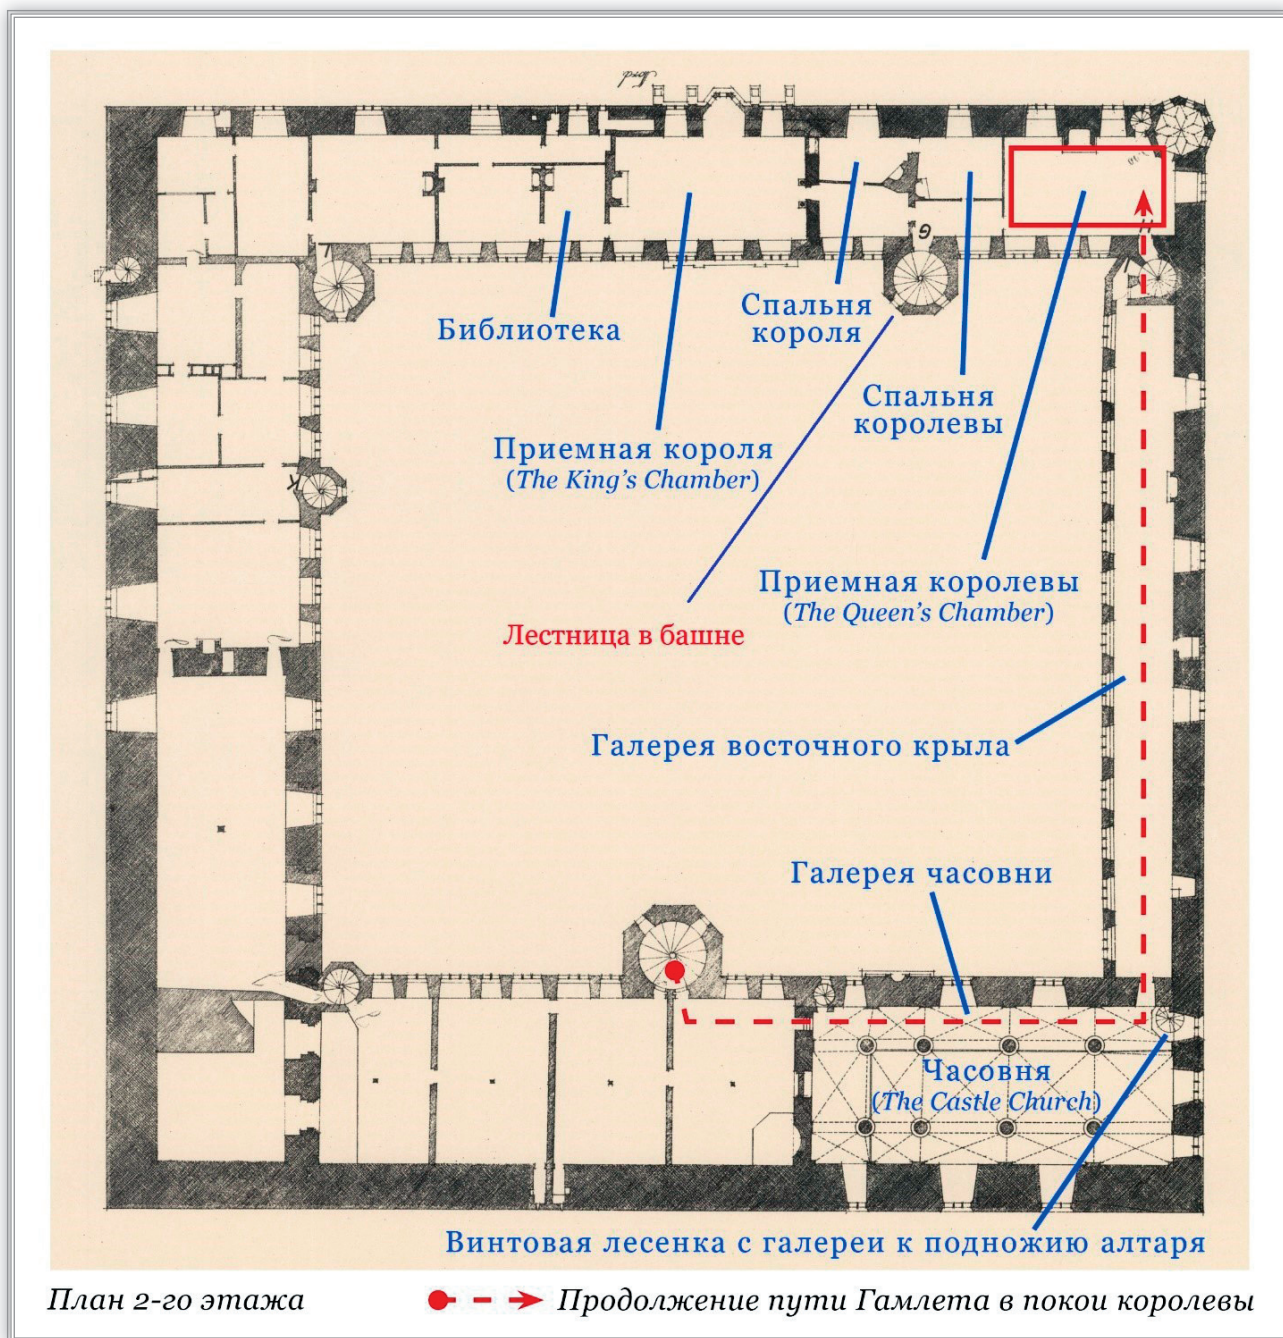 Библиотека
Спальня
короля
Спальня
королевы
Приемная короля
(The King's Chamber)
Приемная королевы
(The Queen's Chamber)
Лестница в башне
Галерея восточного крыла
Галерея часовни
Часовня
(The Castle Church)
Винтовая лесенка с галереи к подножию алтаря
План 2-го этажа
Продолжение пути Гамлета в покои королевы